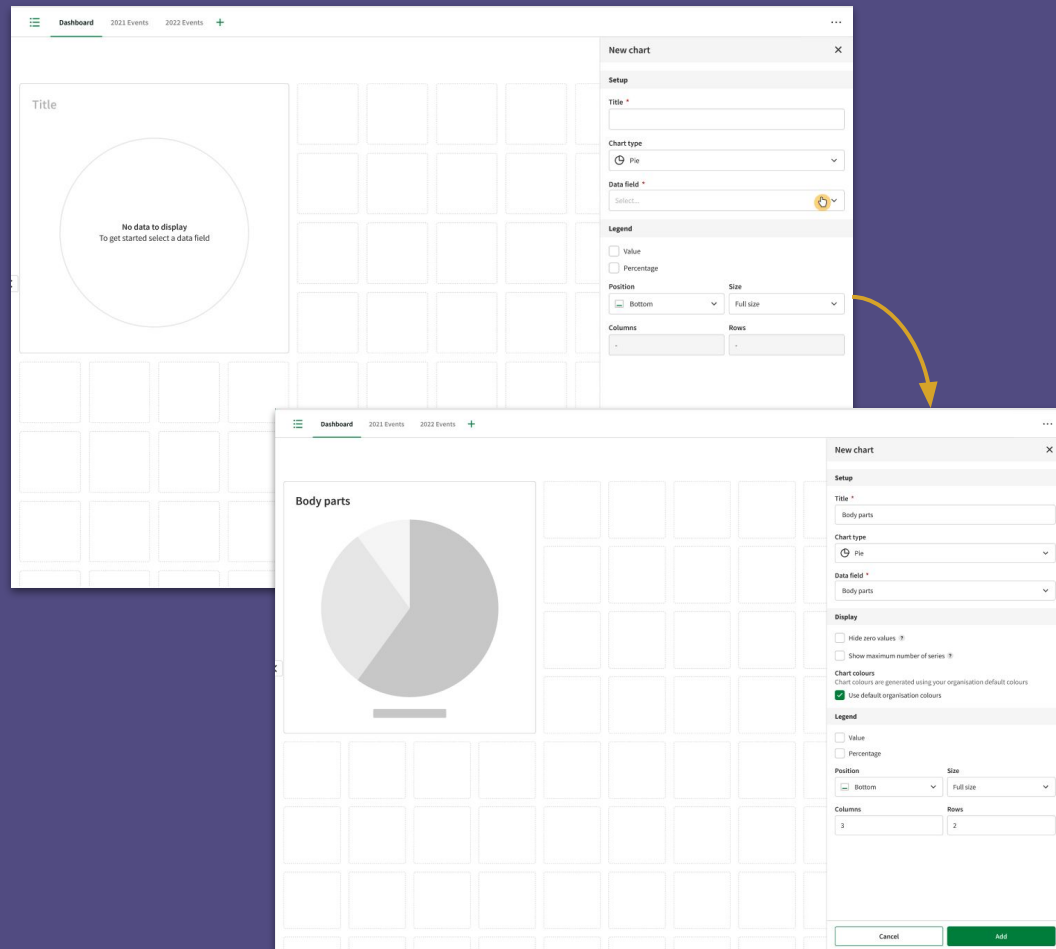 Dashboard 2021 Events 2022 Events +
...
New chart
Setup
Title *
Chart type
Pie
Data field *
Select...
Legend
Value
Percentage
Position Size
Bottom Full size
Columns Rows
- -
Title
No data to display
To get started select a data field
Dashboard 2021 Events 2022 Events +
...
New chart
Setup
Title *
Body parts
Chart type
Pie
Data field *
Body parts
Display
Hide zero values ?
Show maximum number of series ?
Chart colours
Chart colours are generated using your organisation default colours
Use default organisation colours
Legend
Value
Percentage
Position Size
Bottom Full size
Columns Rows
3 2
Cancel Add
Body parts